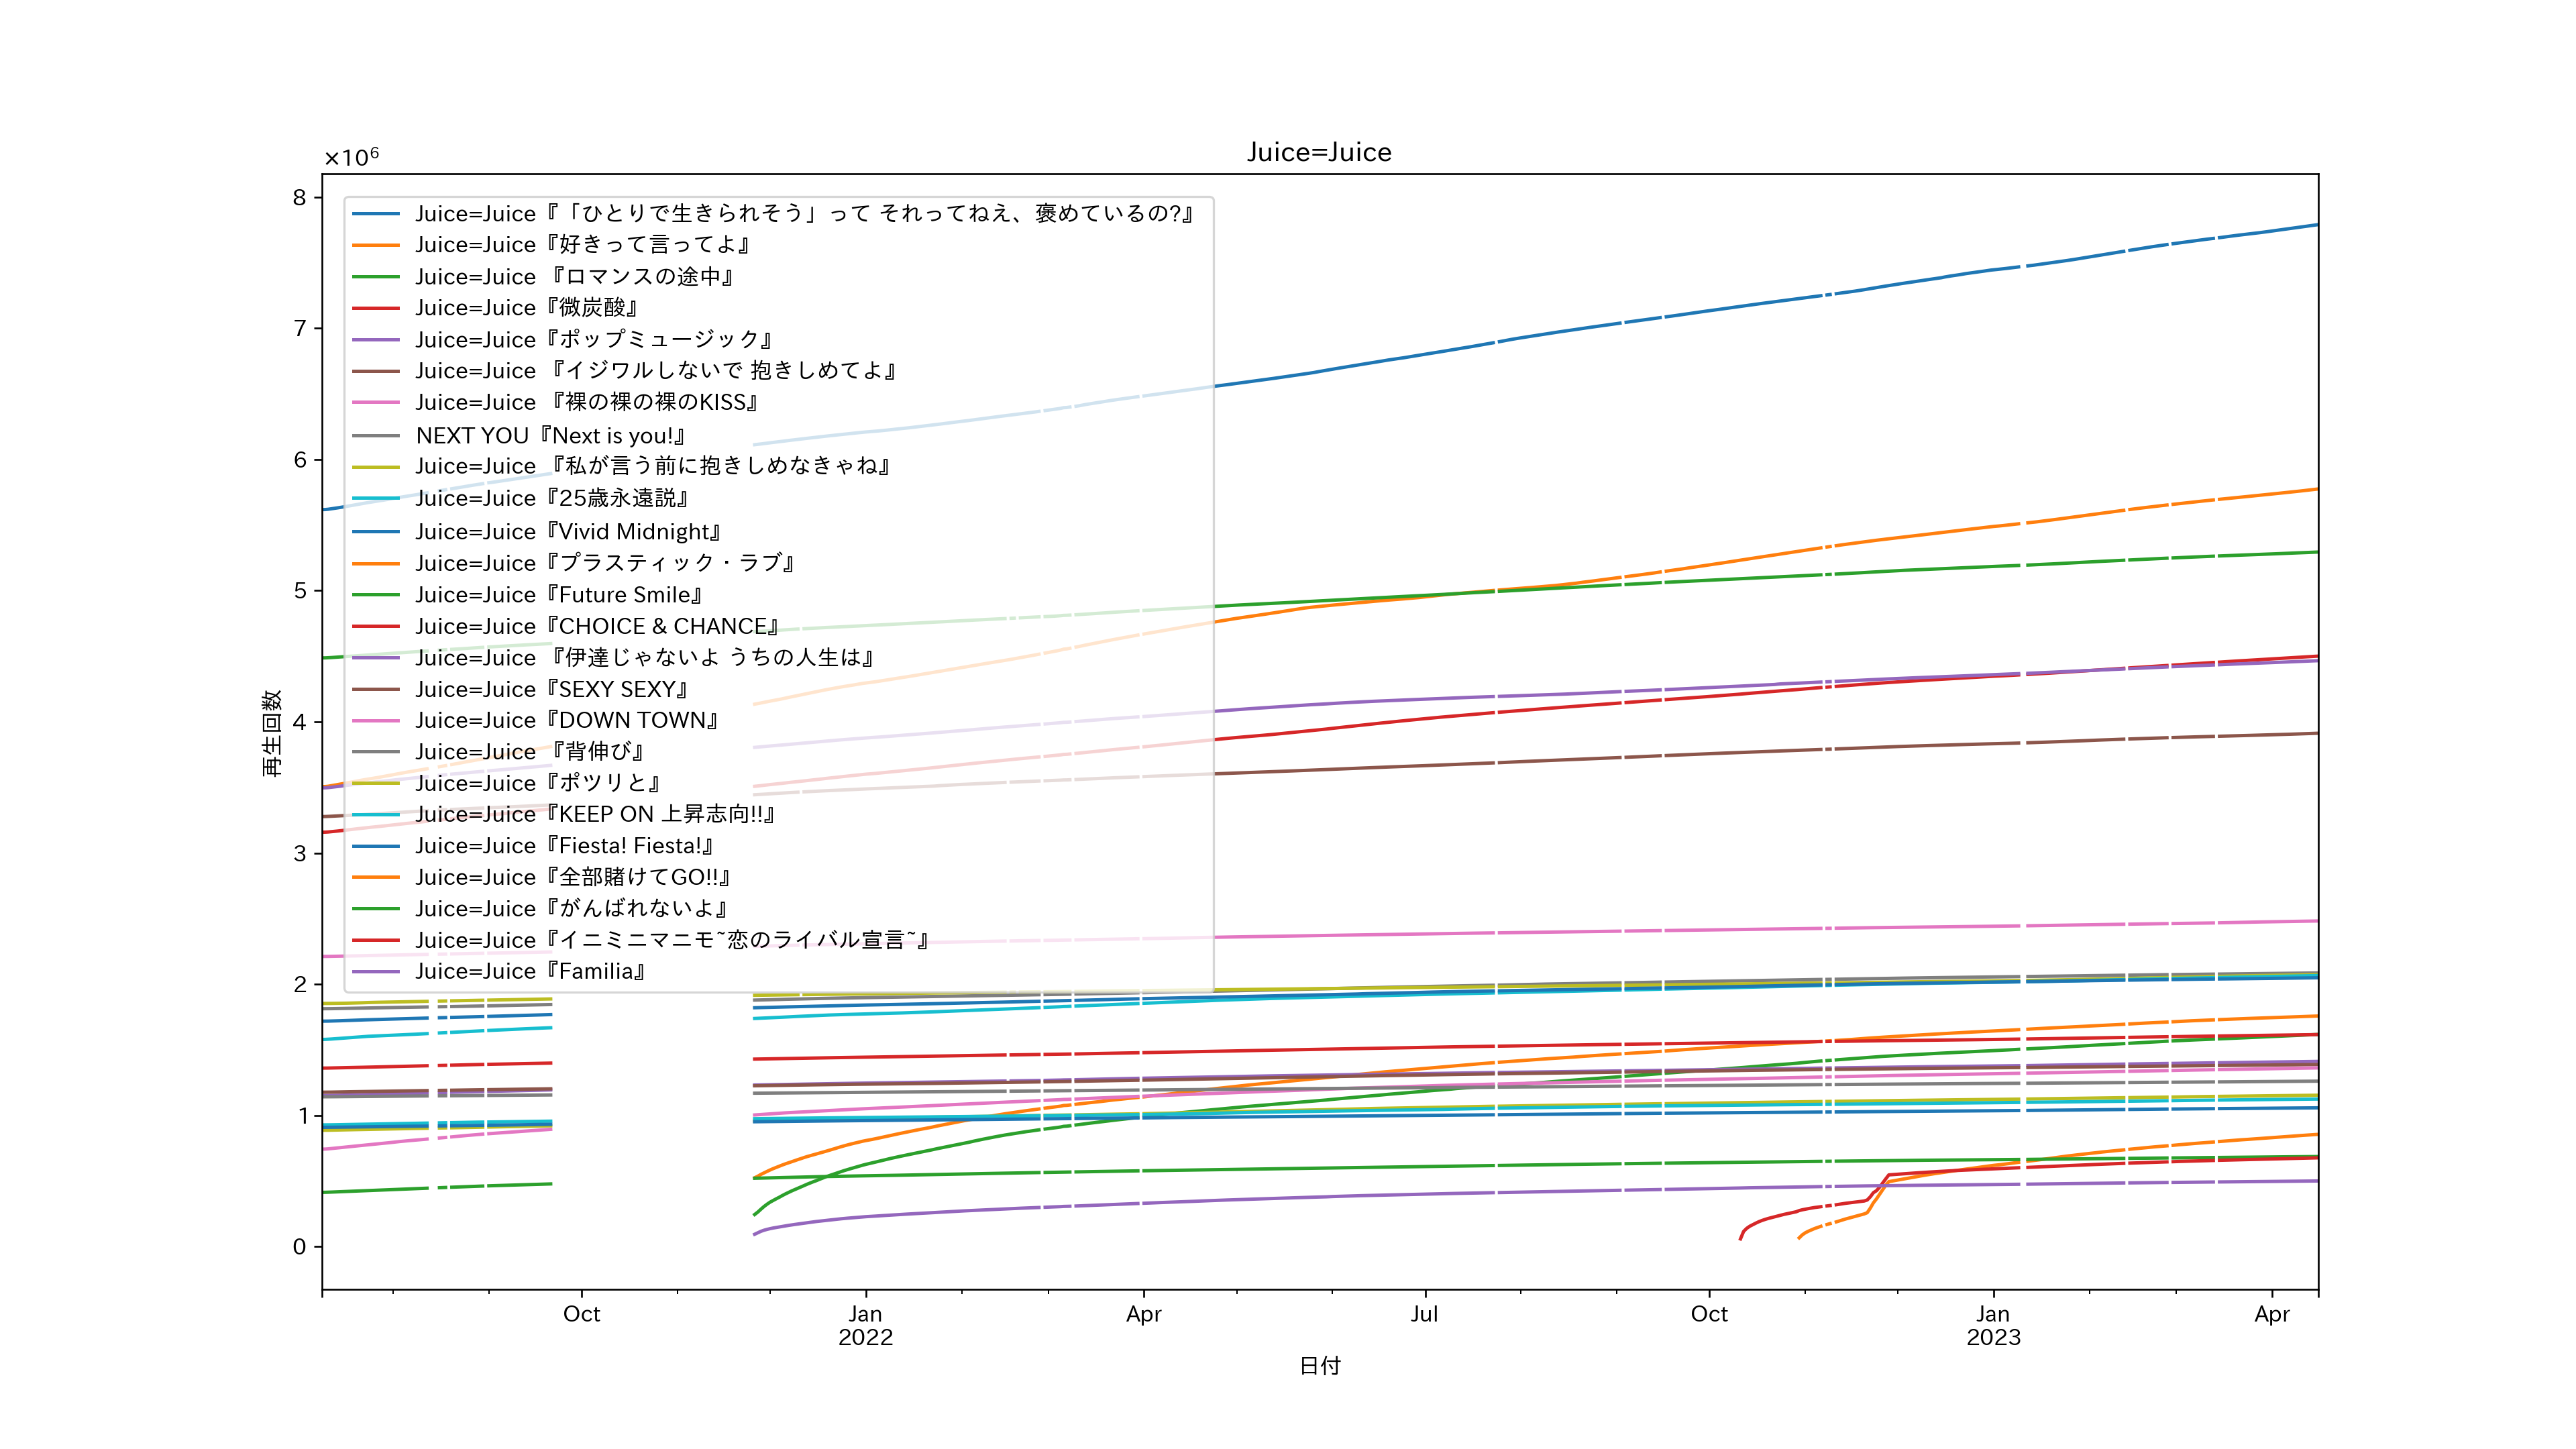 Juice=Juice
×10⁶
8
7
6
5
4
3
2
1
0
再生回数
Juice=Juice『「ひとりで生きられそう」って それってねえ、褒めているの?』
Juice=Juice『好きって言ってよ』
Juice=Juice 『ロマンスの途中』
Juice=Juice『微炭酸』
Juice=Juice『ポップミュージック』
Juice=Juice 『イジワルしないで 抱きしめてよ』
Juice=Juice 『裸の裸の裸のKISS』
NEXT YOU『Next is you!』
Juice=Juice 『私が言う前に抱きしめなきゃね』
Juice=Juice『25歳永遠説』
Juice=Juice『Vivid Midnight』
Juice=Juice『プラスティック・ラブ』
Juice=Juice『Future Smile』
Juice=Juice『CHOICE & CHANCE』
Juice=Juice 『伊達じゃないよ うちの人生は』
Juice=Juice『SEXY SEXY』
Juice=Juice『DOWN TOWN』
Juice=Juice 『背伸び』
Juice=Juice『ポツリと』
Juice=Juice『KEEP ON 上昇志向!!』
Juice=Juice『Fiesta! Fiesta!』
Juice=Juice『全部賭けてGO!!』
Juice=Juice『がんばれないよ』
Juice=Juice『イニミニマニモ~恋のライバル宣言~』
Juice=Juice『Familia』
Oct Jan Apr Jul Oct Jan Apr
2022 2023
日付